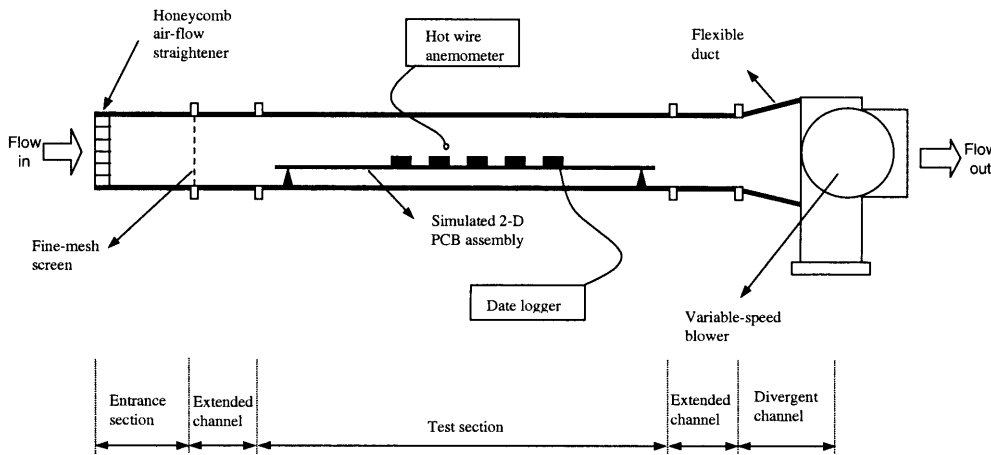 Honeycomb
air-flow
straightener
Hot wire
anemometer
Flexible
duct
Flow
in
Flow
out
Simulated 2-D
PCB assembly
Fine-mesh
screen
Date logger
Variable-speed
blower
Entrance
section
Extended
channel
Test section
Extended
channel
Divergent
channel